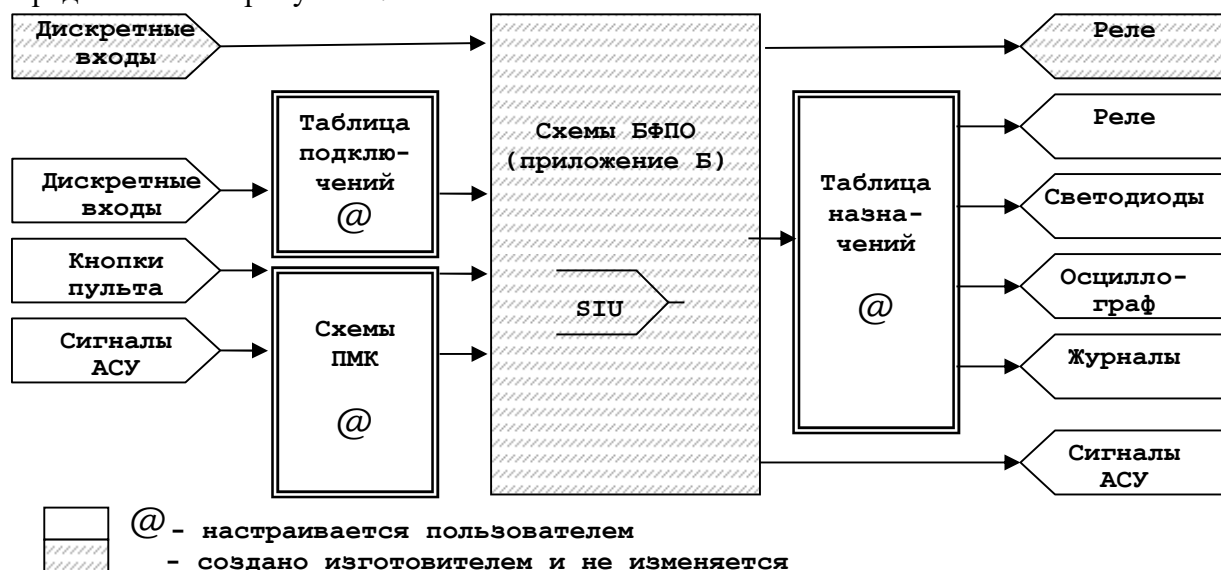 Дискретные
входы
Реле
Таблица
подклю-
чений
@
Схемы БФПО
(приложение Б)
Реле
Дискретные
входы
Таблица
назна-
чений
@
Светодиоды
Кнопки
пульта
SIU
Осцилло-
граф
Сигналы
АСУ
Схемы
ПМК
@
Журналы
Сигналы
АСУ
@ - настраивается пользователем
- создано изготовителем и не изменяется